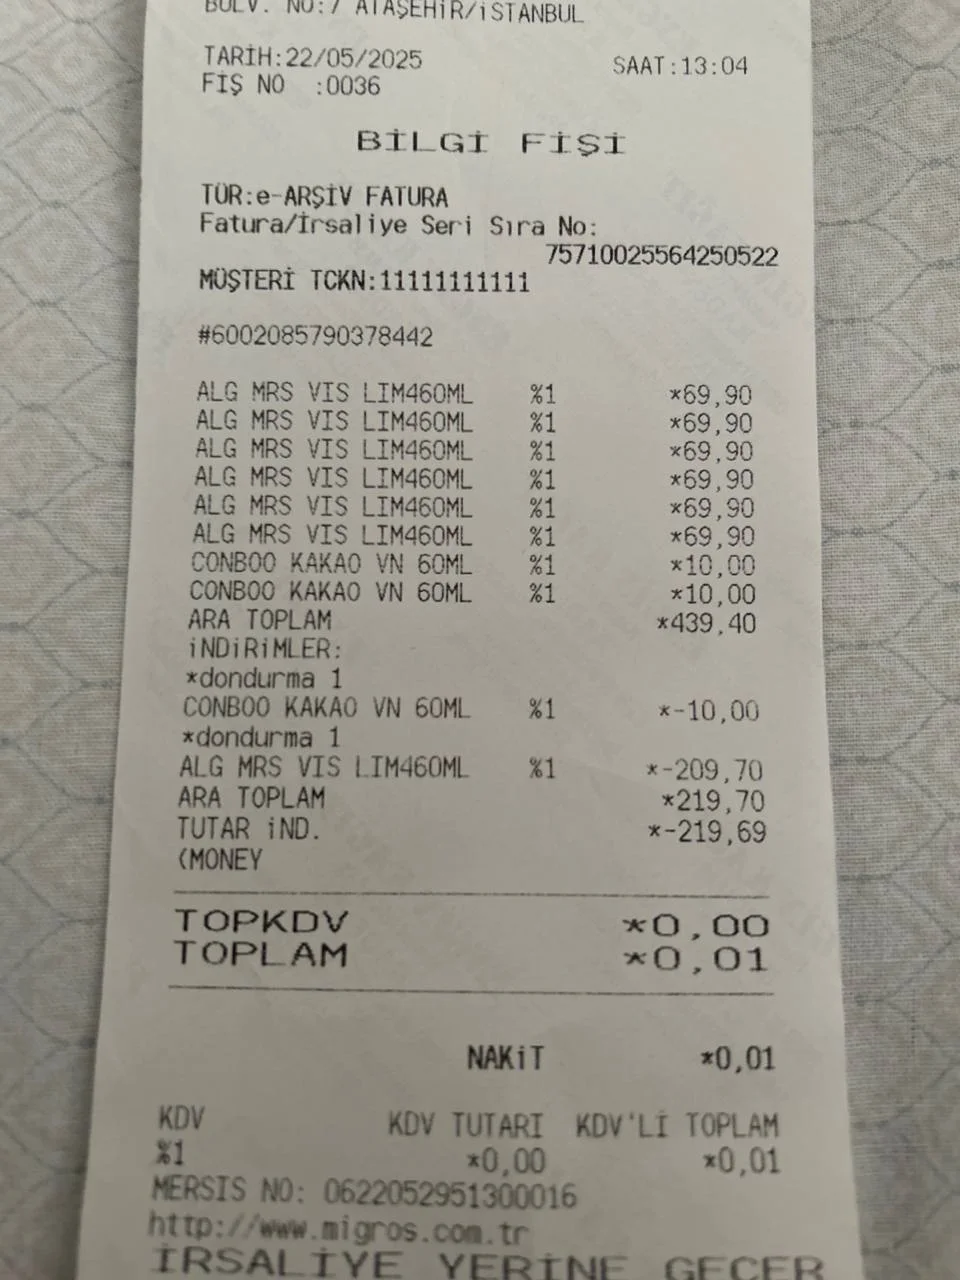 BULV. NO:7 ATAŞEHİR/İSTANBUL
TARİH:22/05/2025 SAAT:13:04
FİŞ NO :0036
BİLGİ FİŞİ
TÜR:e-ARŞİV FATURA
Fatura/İrsaliye Seri Sıra No:
75710025564250522
MÜŞTERİ TCKN:11111111111
#6002085790378442
ALG MRS VIS LIM460ML %1 *69,90
ALG MRS VIS LIM460ML %1 *69,90
ALG MRS VIS LIM460ML %1 *69,90
ALG MRS VIS LIM460ML %1 *69,90
ALG MRS VIS LIM460ML %1 *69,90
ALG MRS VIS LIM460ML %1 *69,90
CONBOO KAKAO VN 60ML %1 *10,00
CONBOO KAKAO VN 60ML %1 *10,00
ARA TOPLAM *439,40
İNDİRİMLER:
*dondurma 1
CONBOO KAKAO VN 60ML %1 *-10,00
*dondurma 1
ALG MRS VIS LIM460ML %1 *-209,70
ARA TOPLAM *219,70
TUTAR İND. *-219,69
(MONEY
TOPKDV *0,00
TOPLAM *0,01
NAKİT *0,01
KDV KDV TUTARI KDV'Lİ TOPLAM
%1 *0,00 *0,01
MERSIS NO: 0622052951300016
http://www.migros.com.tr
İRSALİYE YERİNE GEÇER